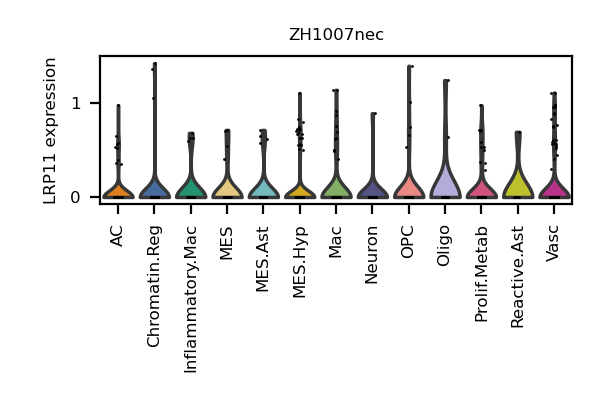 ZH1007nec
LRP11 expression
1
0
AC
Chromatin.Reg
Inflammatory.Mac
MES
MES.Ast
MES.Hyp
Mac
Neuron
OPC
Oligo
Prolif.Metab
Reactive.Ast
Vasc